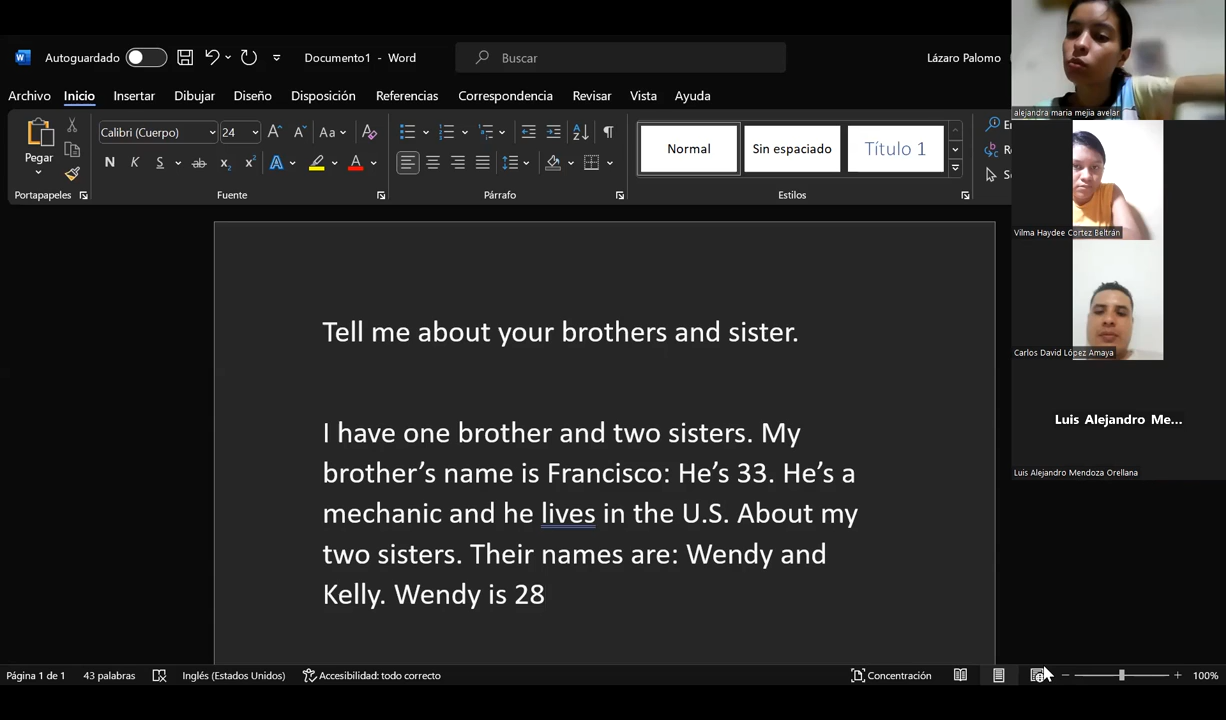 Autoguardado
Documento1 - Word
Buscar
Lázaro Palomo
Archivo Inicio Insertar Dibujar Diseño Disposición Referencias Correspondencia Revisar Vista Ayuda
Pegar
Calibri (Cuerpo) 24
Normal
Sin espaciado
Título 1
Portapapeles
Fuente
Párrafo
Estilos
alejandra maria mejia avelar
Vilma Haydee Cortez Beltrán
Carlos David López Amaya
Luis Alejandro Me...
Luis Alejandro Mendoza Orellana
Tell me about your brothers and sister.
I have one brother and two sisters. My
brother’s name is Francisco: He’s 33. He’s a
mechanic and he lives in the U.S. About my
two sisters. Their names are: Wendy and
Kelly. Wendy is 28
Página 1 de 1 43 palabras Inglés (Estados Unidos) Accesibilidad: todo correcto Concentración 100%